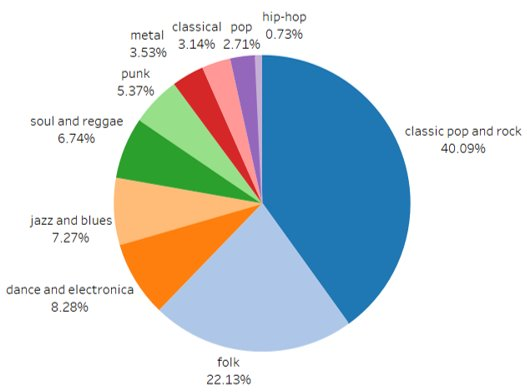 hip-hop
0.73%
pop
2.71%
classical
3.14%
metal
3.53%
punk
5.37%
soul and reggae
6.74%
jazz and blues
7.27%
dance and electronica
8.28%
folk
22.13%
classic pop and rock
40.09%